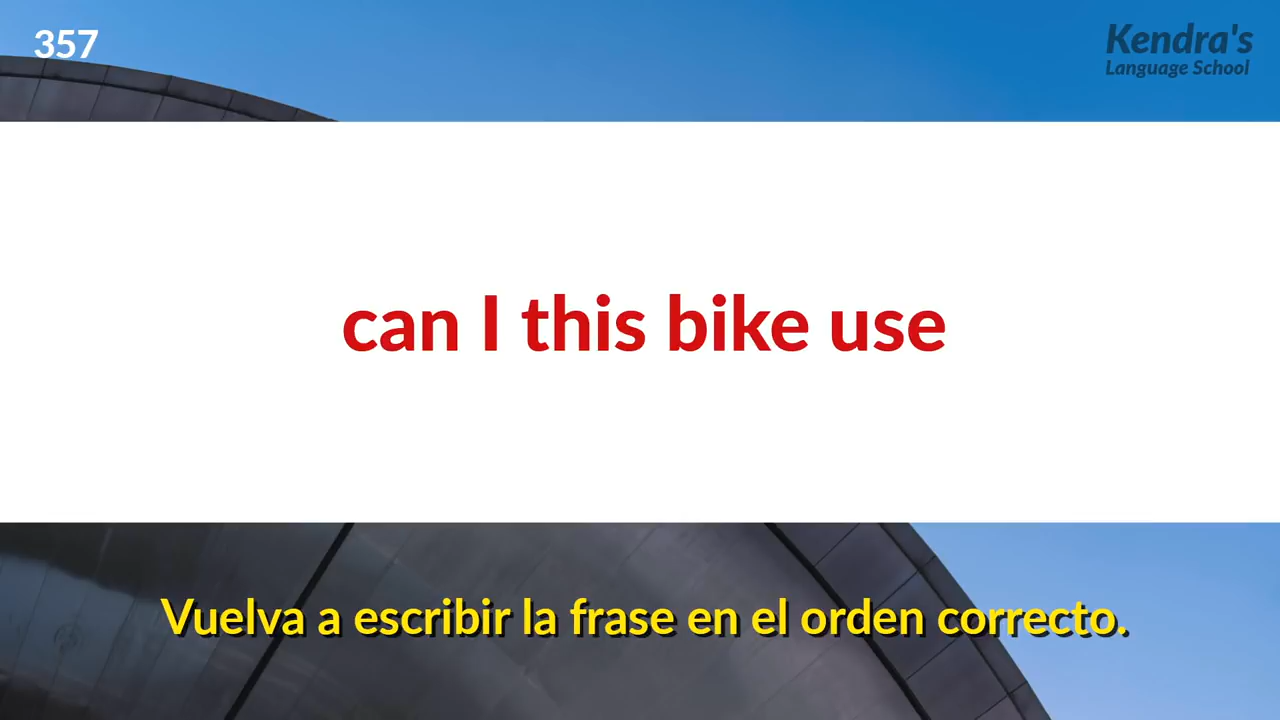 357
Kendra's
Language School
can I this bike use
Vuelva a escribir la frase en el orden correcto.